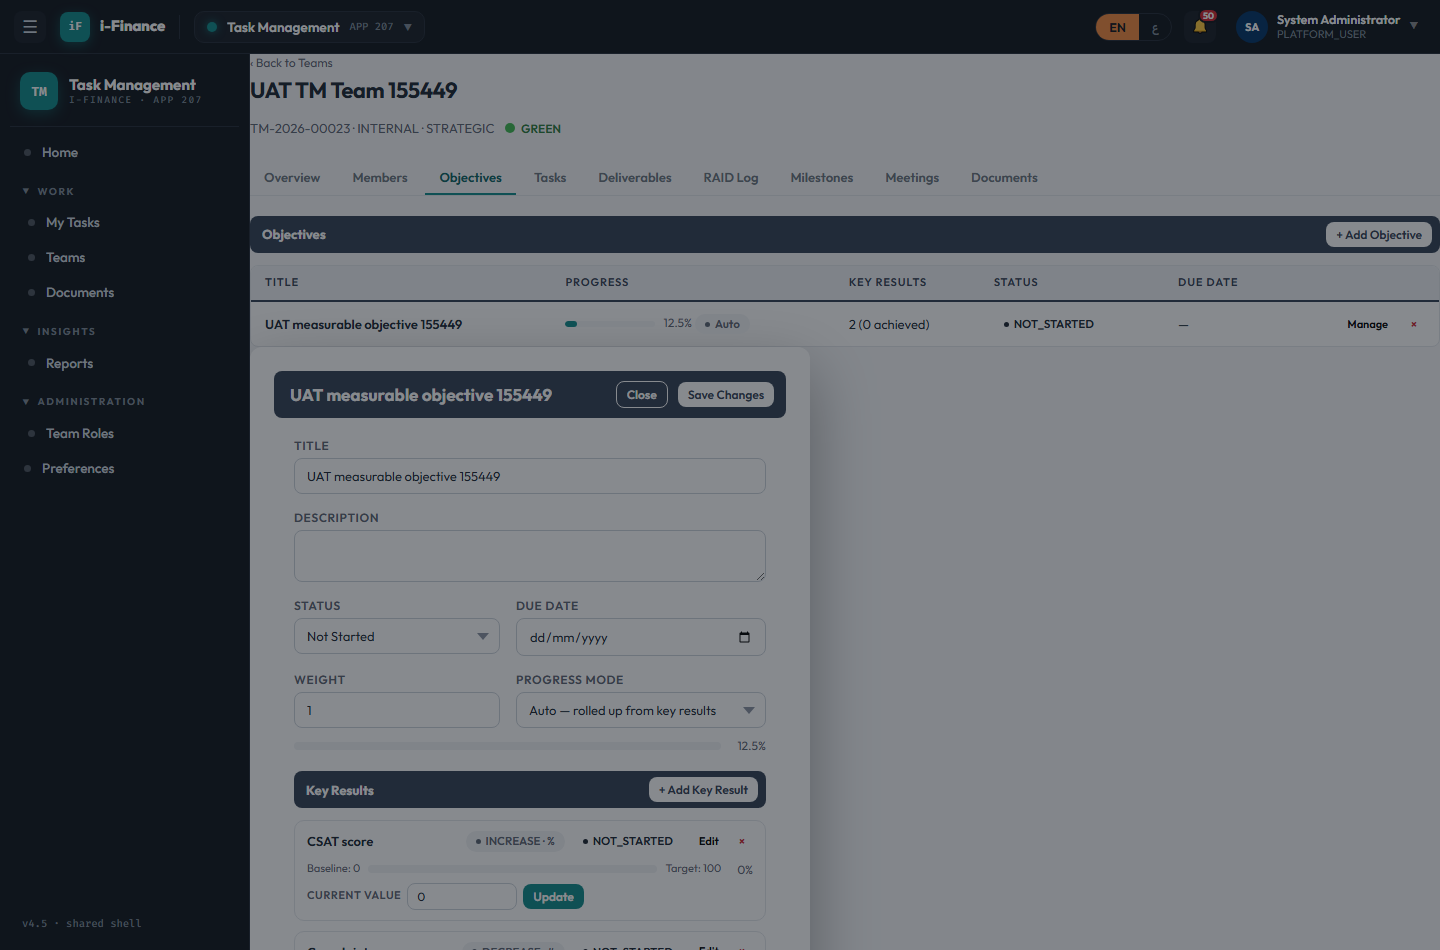 ☰ iF i-Finance Task Management APP 207 ▼ EN ع 50 SA System Administrator ▼
PLATFORM_USER
TM Task Management
I-FINANCE · APP 207
Home
▼ WORK
My Tasks
Teams
Documents
▼ INSIGHTS
Reports
▼ ADMINISTRATION
Team Roles
Preferences
v4.5 · shared shell
‹ Back to Teams
UAT TM Team 155449
TM-2026-00023 · INTERNAL · STRATEGIC GREEN
Overview Members Objectives Tasks Deliverables RAID Log Milestones Meetings Documents
Objectives + Add Objective
TITLE PROGRESS KEY RESULTS STATUS DUE DATE
UAT measurable objective 155449 12.5% Auto 2 (0 achieved) NOT_STARTED — Manage ×
UAT measurable objective 155449 Close Save Changes
TITLE
UAT measurable objective 155449
DESCRIPTION
STATUS DUE DATE
Not Started dd/mm/yyyy
WEIGHT PROGRESS MODE
1 Auto — rolled up from key results
12.5%
Key Results + Add Key Result
CSAT score INCREASE · % NOT_STARTED Edit ×
Baseline: 0 Target: 100 0%
CURRENT VALUE 0 Update